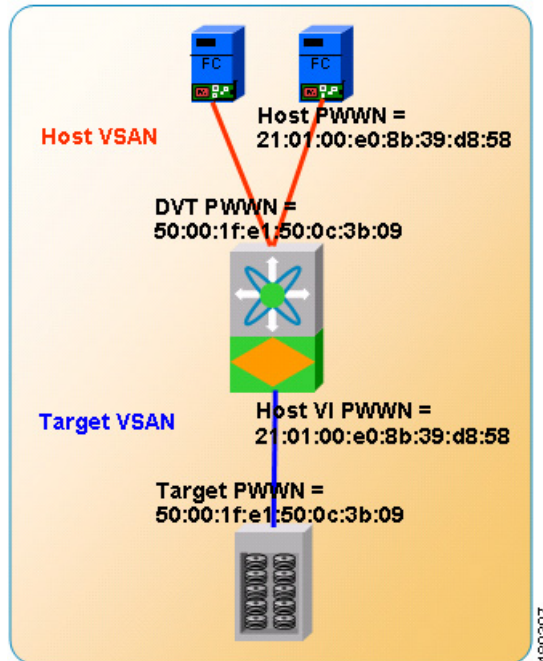 FC
FC
Host VSAN
Host PWWN =
21:01:00:e0:8b:39:d8:58
DVT PWWN =
50:00:1f:e1:50:0c:3b:09
Target VSAN
Host VI PWWN =
21:01:00:e0:8b:39:d8:58
Target PWWN =
50:00:1f:e1:50:0c:3b:09